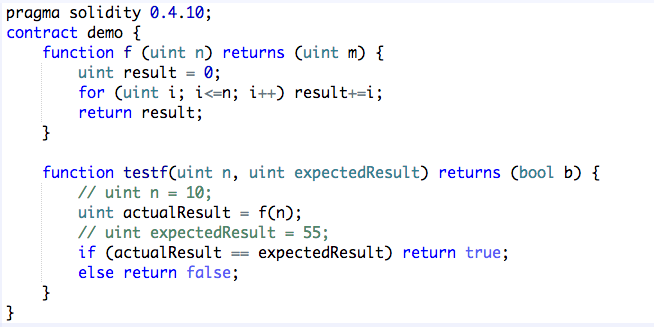 pragma solidity 0.4.10;
contract demo {
    function f (uint n) returns (uint m) {
        uint result = 0;
        for (uint i; i<=n; i++) result+=i;
        return result;
    }

    function testf(uint n, uint expectedResult) returns (bool b) {
        // uint n = 10;
        uint actualResult = f(n);
        // uint expectedResult = 55;
        if (actualResult == expectedResult) return true;
        else return false;
    }
}